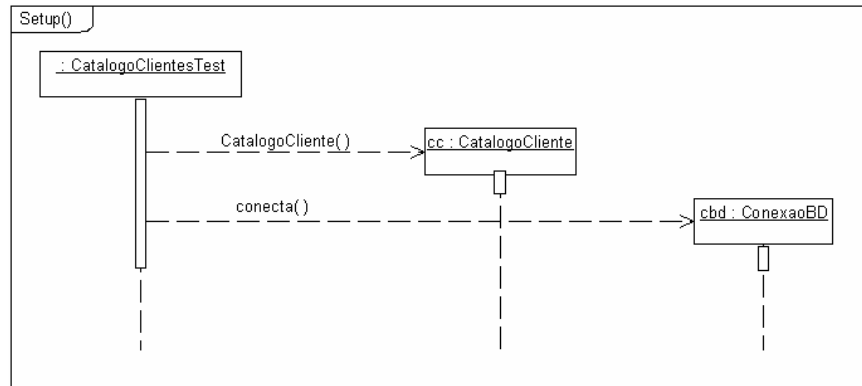 Setup()
: CatalogoClientesTest
CatalogoCliente( )
cc : CatalogoCliente
conecta( )
cbd : ConexaoBD